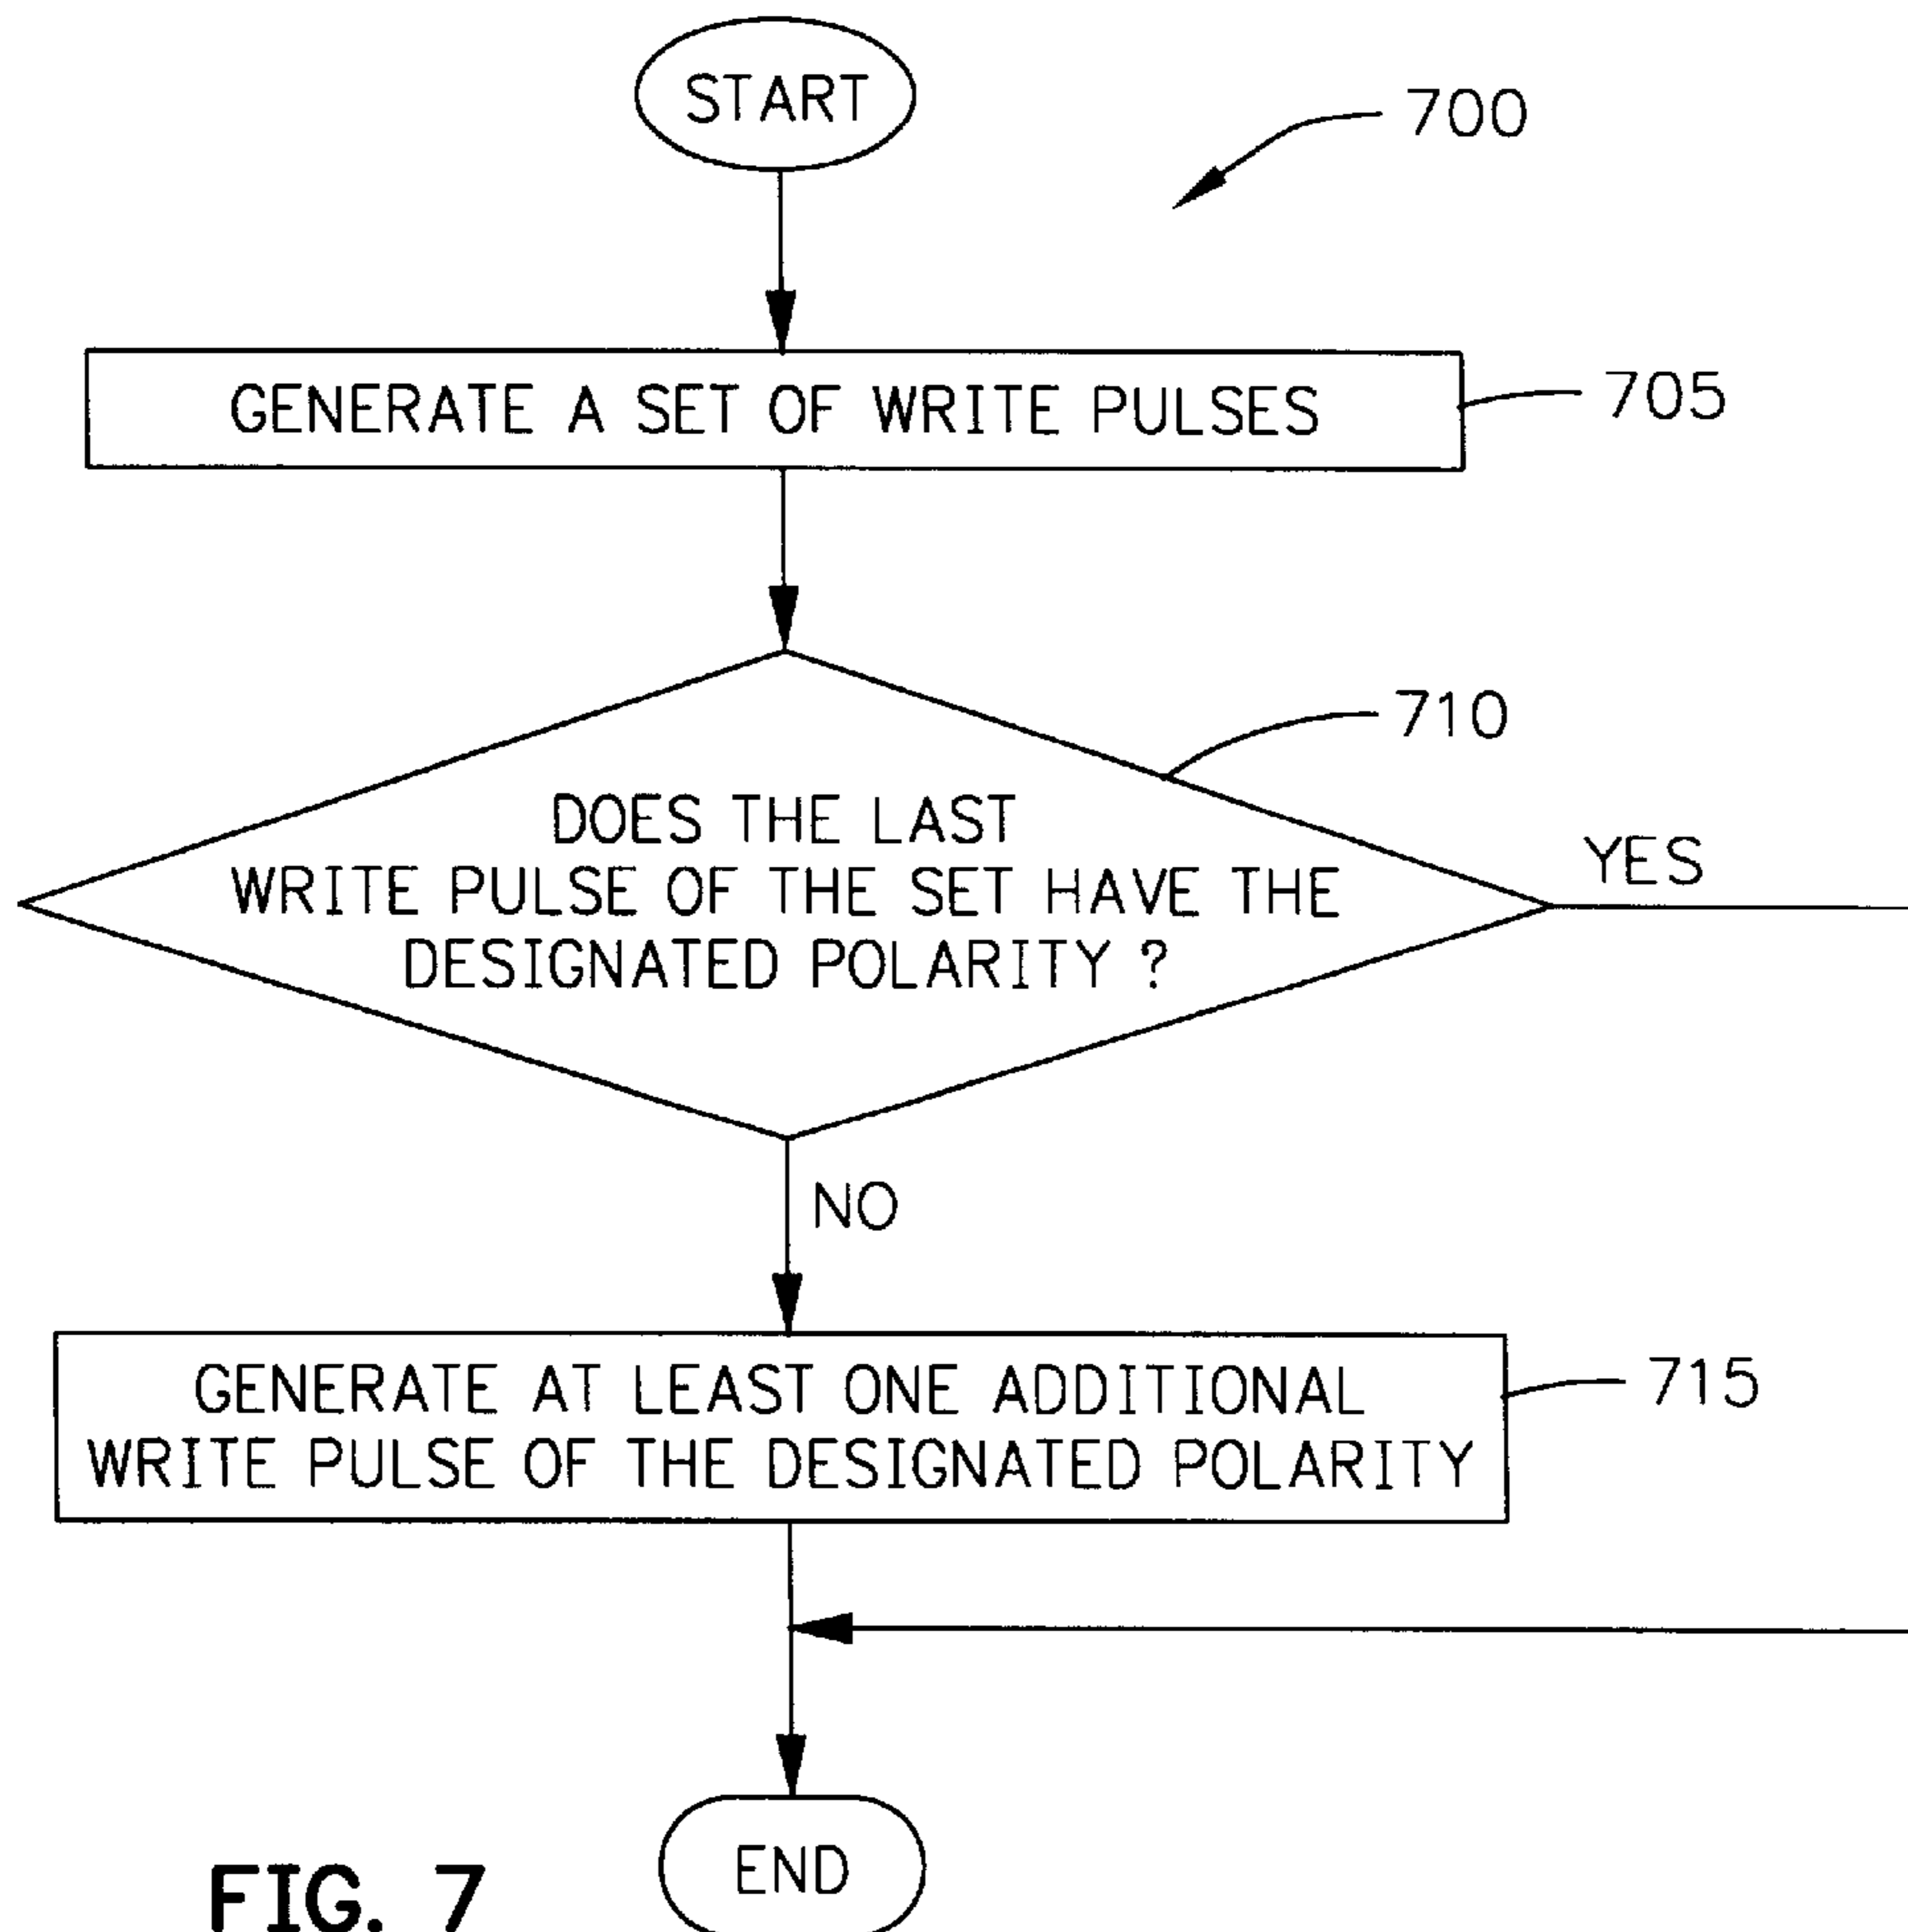 START
700
GENERATE A SET OF WRITE PULSES
705
710
DOES THE LAST
WRITE PULSE OF THE SET HAVE THE
DESIGNATED POLARITY ?
YES
NO
GENERATE AT LEAST ONE ADDITIONAL
WRITE PULSE OF THE DESIGNATED POLARITY
715
END
FIG. 7